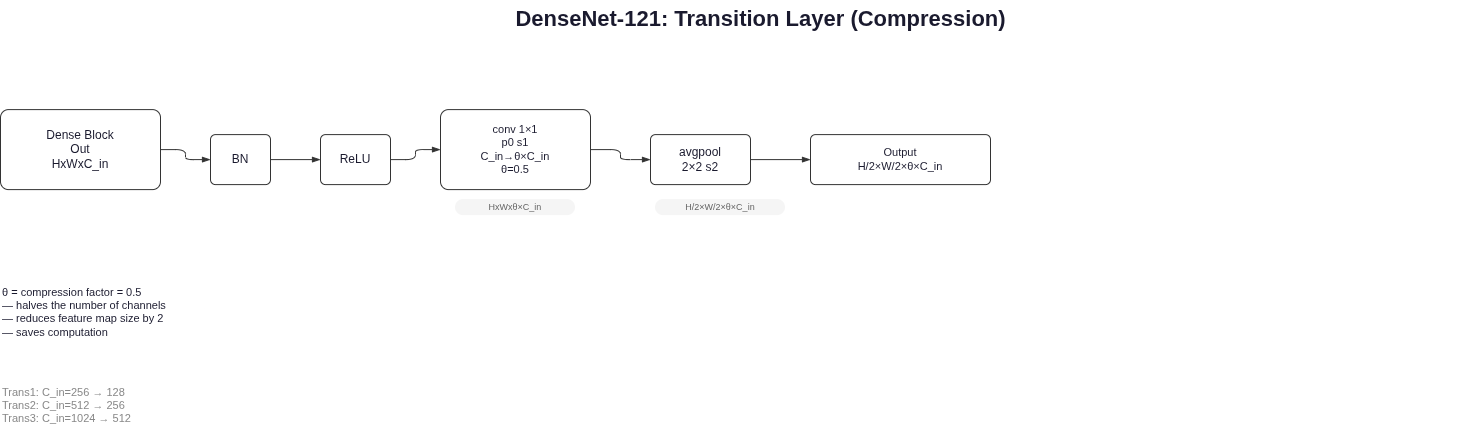 DenseNet-121: Transition Layer (Compression)
Dense Block
Out
HxWxC_in
BN
ReLU
conv 1×1
p0 s1
C_in→θ×C_in
θ=0.5
avgpool
2×2 s2
Output
H/2×W/2×θ×C_in
HxWxθ×C_in
H/2×W/2×θ×C_in
θ = compression factor = 0.5
— halves the number of channels
— reduces feature map size by 2
— saves computation
Trans1: C_in=256 → 128
Trans2: C_in=512 → 256
Trans3: C_in=1024 → 512